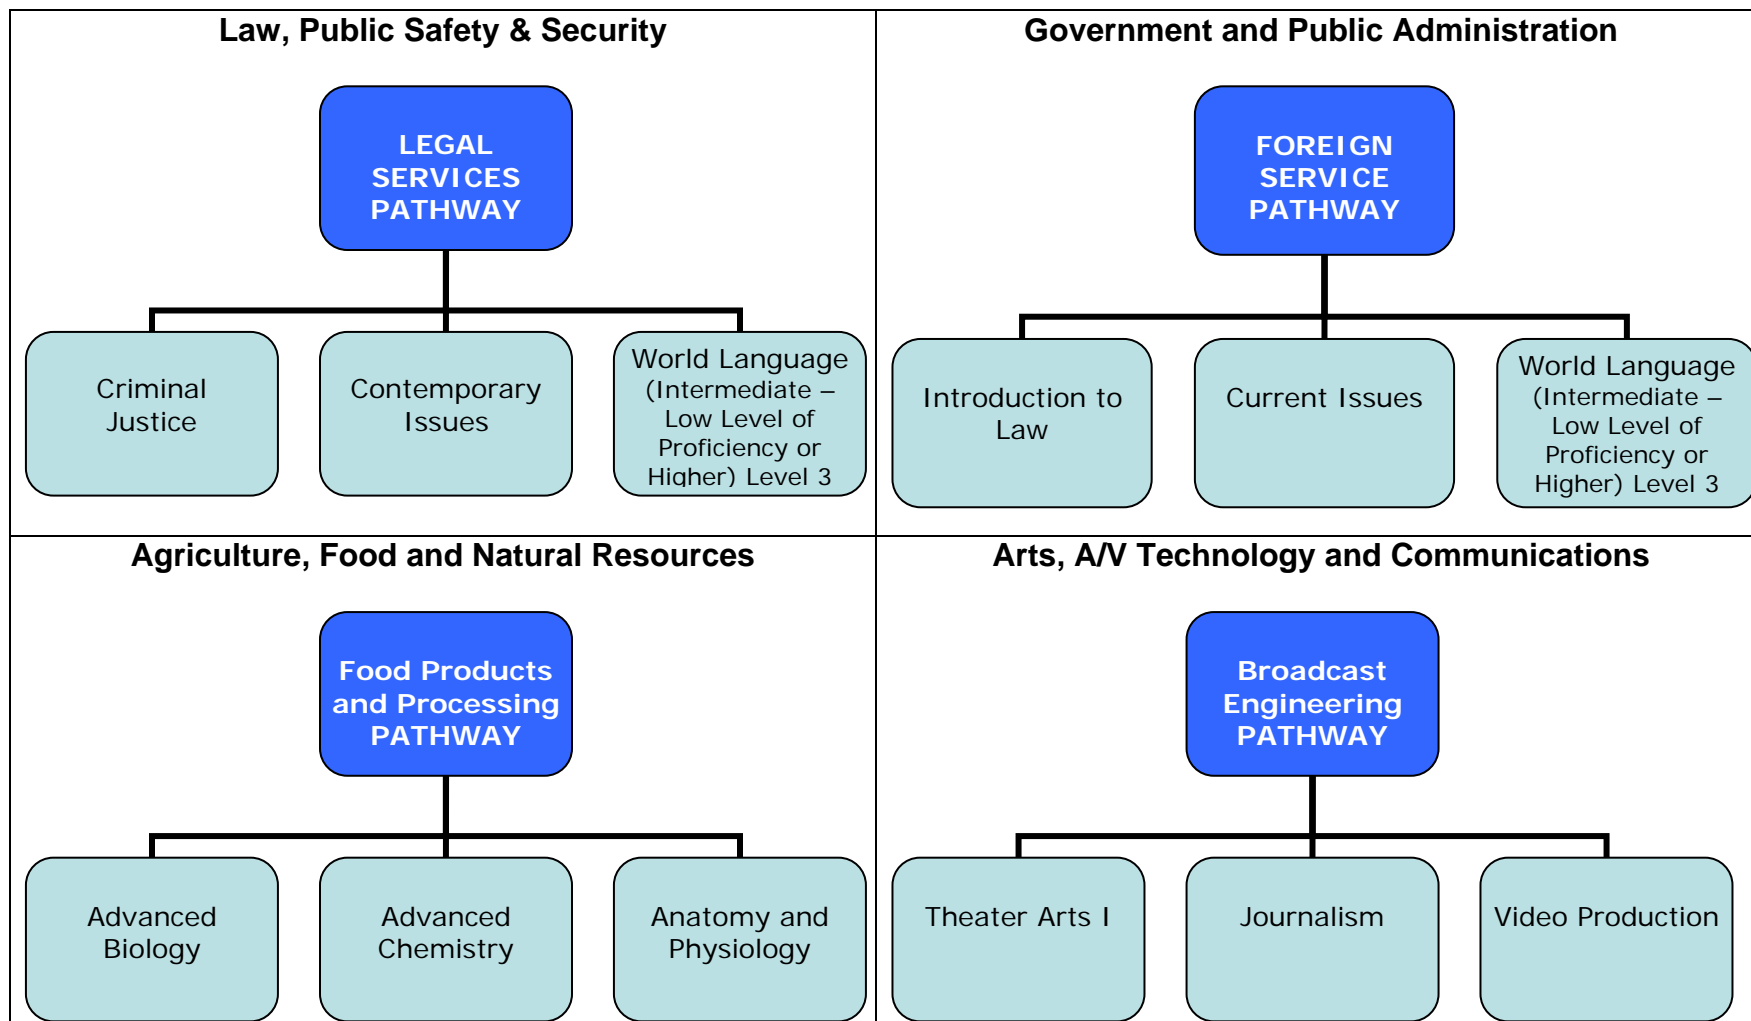 Law, Public Safety & Security
LEGAL
SERVICES
PATHWAY
Criminal
Justice
Contemporary
Issues
World Language
(Intermediate –
Low Level of
Proficiency or
Higher) Level 3
Government and Public Administration
FOREIGN
SERVICE
PATHWAY
Introduction to
Law
Current Issues
World Language
(Intermediate –
Low Level of
Proficiency or
Higher) Level 3
Agriculture, Food and Natural Resources
Food Products
and Processing
PATHWAY
Advanced
Biology
Advanced
Chemistry
Anatomy and
Physiology
Arts, A/V Technology and Communications
Broadcast
Engineering
PATHWAY
Theater Arts I
Journalism
Video Production